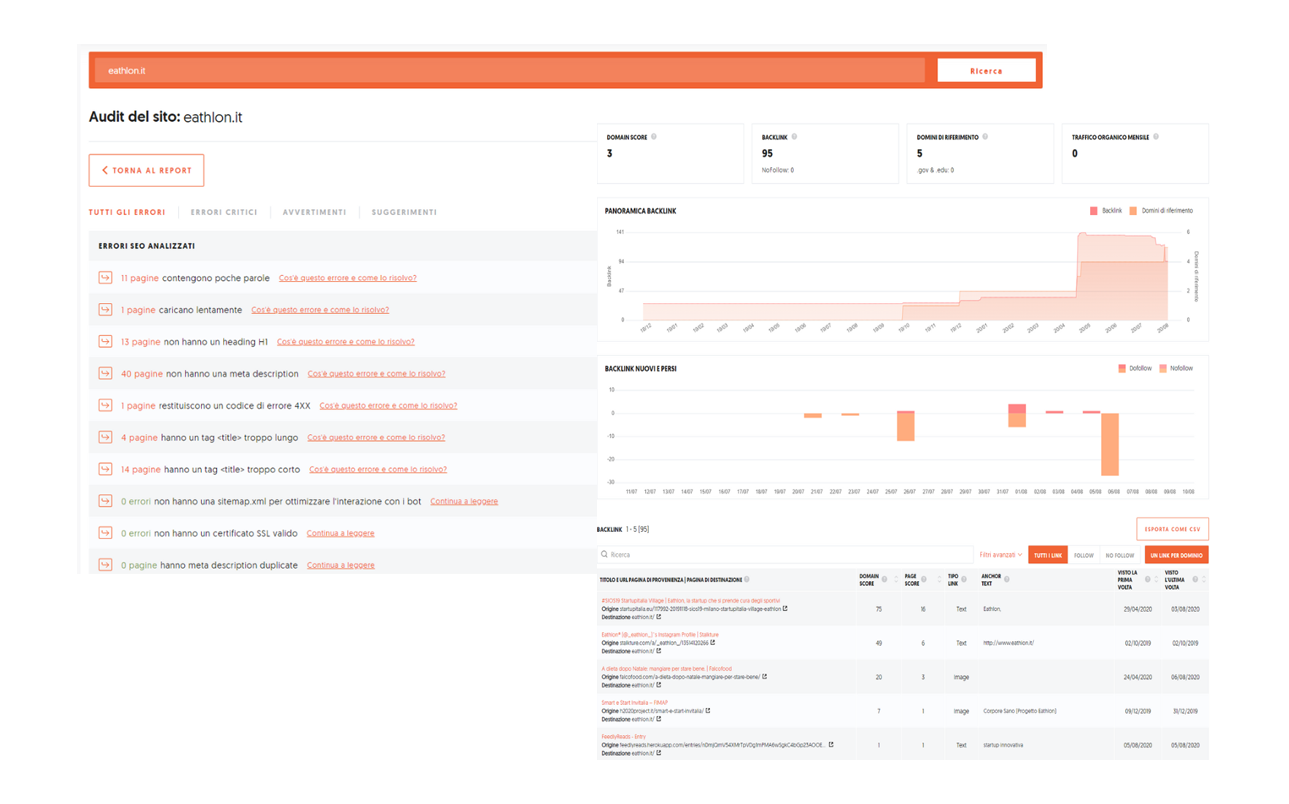 eathlon.it
Ricerca
Audit del sito: eathlon.it
TORNA AL REPORT
TUTTI GLI ERRORI
ERRORI CRITICI
AVVERTIMENTI
SUGGERIMENTI
ERRORI SEO ANALIZZATI
11 pagine contengono poche parole Cos'è questo errore e come lo risolvo?
1 pagine caricano lentamente Cos'è questo errore e come lo risolvo?
13 pagine non hanno un heading H1 Cos'è questo errore e come lo risolvo?
40 pagine non hanno una meta description Cos'è questo errore e come lo risolvo?
1 pagine restituiscono un codice di errore 4XX Cos'è questo errore e come lo risolvo?
4 pagine hanno un tag <title> troppo lungo Cos'è questo errore e come lo risolvo?
14 pagine hanno un tag <title> troppo corto Cos'è questo errore e come lo risolvo?
0 errori non hanno una sitemap.xml per ottimizzare l'interazione con i bot Continua a leggere
0 errori non hanno un certificato SSL valido Continua a leggere
0 pagine hanno meta description duplicate Continua a leggere
DOMAIN SCORE
3
BACKLINK
95
NoFollow: 0
DOMINI DI RIFERIMENTO
5
.gov & .edu: 0
TRAFFICO ORGANICO MENSILE
0
PANORAMICA BACKLINK
Backlink Domini di riferimento
141
94
47
0
Backlink
6
4
2
0
Domini di riferimento
18/12 19/01 19/02 19/03 19/04 19/05 19/06 19/07 19/08 19/09 19/10 19/11 19/12 20/01 20/02 20/03 20/04 20/05 20/06 20/07 20/08
BACKLINK NUOVI E PERSI
Dofollow Nofollow
10
0
-10
-20
-30
11/07 12/07 13/07 14/07 15/07 16/07 17/07 18/07 19/07 20/07 21/07 22/07 23/07 24/07 25/07 26/07 27/07 28/07 29/07 30/07 31/07 01/08 02/08 03/08 04/08 05/08 06/08 07/08 08/08 09/08 10/08
BACKLINK 1 - 5 [95]
ESPORTA COME CSV
Ricerca
Filtri avanzati
TUTTI I LINK
FOLLOW
NO FOLLOW
UN LINK PER DOMINIO
TITOLO E URL PAGINA DI PROVENIENZA | PAGINA DI DESTINAZIONE
DOMAIN SCORE
PAGE SCORE
TIPO LINK
ANCHOR TEXT
VISTO LA PRIMA VOLTA
VISTO L'ULTIMA VOLTA
#SIOS19 StartupItalia Village | Eathlon, la startup che si prende cura degli sportivi
Origine startupitalia.eu/117992-20191118-sios19-milano-startupitalia-village-eathlon
Destinazione eathlon.it/
75 16 Text Eathlon, 29/04/2020 03/08/2020
Eathlon® (@_eathlon_)'s Instagram Profile | Stalkture
Origine stalkture.com/a/_eathlon_/13514920266
Destinazione eathlon.it/
49 6 Text http://www.eathlon.it/ 02/10/2019 02/10/2019
A dieta dopo Natale: mangiare per stare bene. | Falcofood
Origine falcofood.com/a-dieta-dopo-natale-mangiare-per-stare-bene/
Destinazione eathlon.it/
20 3 Image 24/04/2020 06/08/2020
Smart e Start Invitalia – FIMAP
Origine h2020project.it/smart-e-start-invitalia/
Destinazione eathlon.it/
7 1 Image Corpore Sano (Progetto Eathlon) 09/12/2019 31/12/2019
FeedlyReads - Entry
Destinazione eathlon.it/
1 1 Text startup innovativa 05/08/2020 05/08/2020